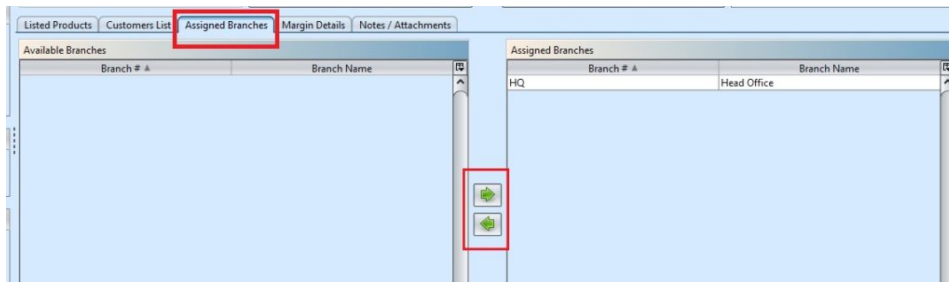 Listed Products Customers List Assigned Branches Margin Details Notes / Attachments
Available Branches
Branch # Branch Name
Assigned Branches
Branch # Branch Name
HQ Head Office